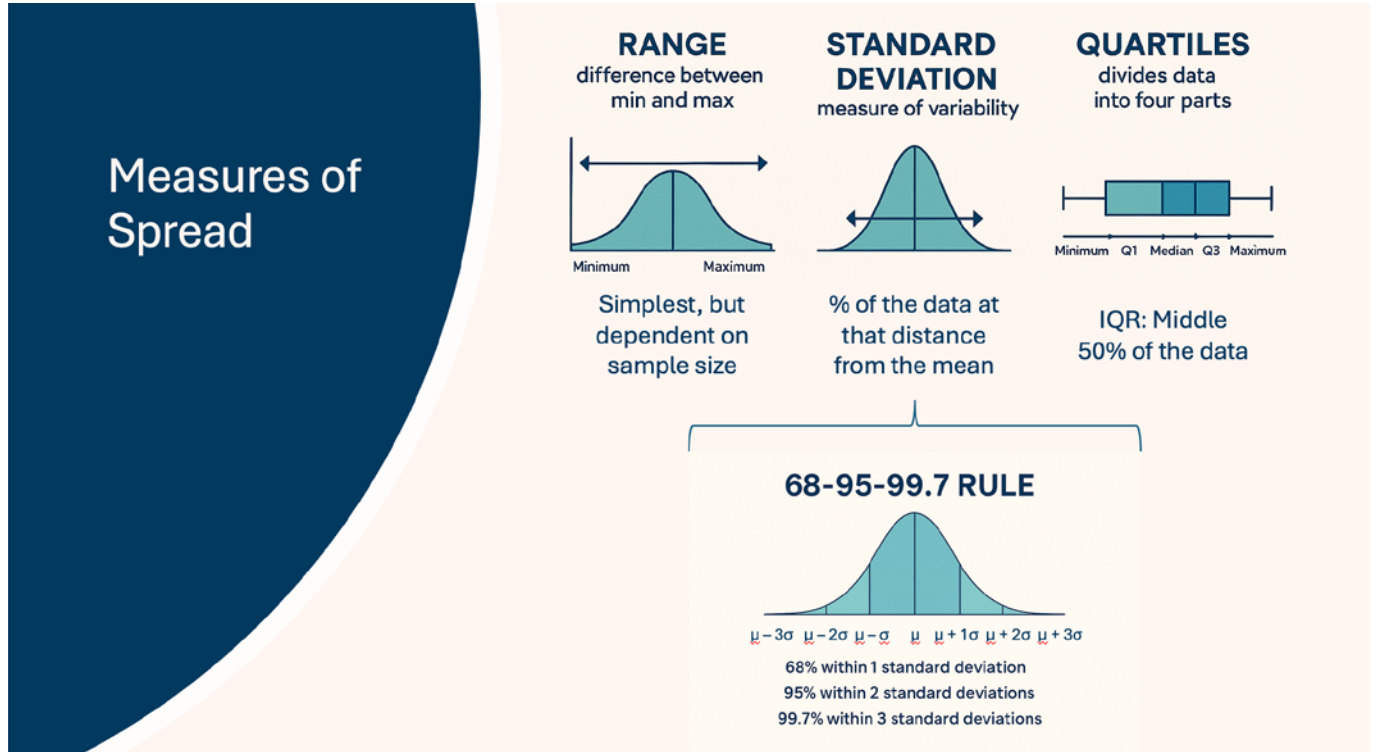 Measures of
Spread
RANGE
difference between
min and max
Minimum
Maximum
Simplest, but
dependent on
sample size
STANDARD
DEVIATION
measure of variability
% of the data at
that distance
from the mean
QUARTILES
divides data
into four parts
Minimum Q1 Median Q3 Maximum
IQR: Middle
50% of the data
68-95-99.7 RULE
μ – 3σ μ – 2σ μ – σ μ μ + 1σ μ + 2σ μ + 3σ
68% within 1 standard deviation
95% within 2 standard deviations
99.7% within 3 standard deviations